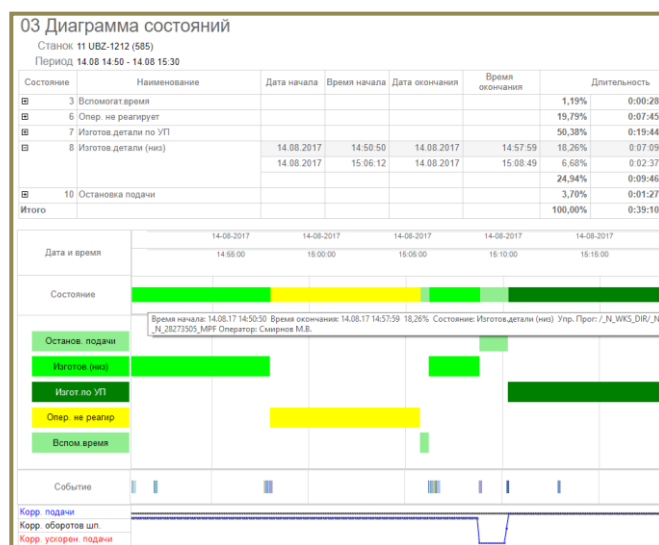 03 Диаграмма состояний
Станок 11 UBZ-1212 (585)
Период 14.08 14:50 - 14.08 15:30
Состояние Наименование Дата начала Время начала Дата окончания Время окончания Длительность
3 Вспомогат.время 1,19% 0:00:28
6 Опер. не реагирует 19,79% 0:07:45
7 Изготов.детали по УП 50,38% 0:19:44
8 Изготов.детали (низ) 14.08.2017 14:50:50 14.08.2017 14:57:59 18,26% 0:07:09
14.08.2017 15:06:12 14.08.2017 15:08:49 6,68% 0:02:37
24,94% 0:09:46
10 Остановка подачи 3,70% 0:01:27
Итого 100,00% 0:39:10
14-08-2017 14-08-2017 14-08-2017 14-08-2017 14-08-2017
Дата и время
14:55:00 15:00:00 15:05:00 15:10:00 15:15:00
Состояние
Время начала: 14.08.17 14:50:50 Время окончания: 14.08.17 14:57:59 18,26% Состояние: Изготов.детали (низ) Упр. Прог: /_N_WKS_DIR/_N
_N_28273505_MPF Оператор: Смирнов М.В.
Останов. подачи
Изготов.(низ)
Изгот.по УП
Опер. не реагир
Вспом.время
Событие
Корр. подачи
Корр. оборотов шп.
Корр. ускорен. подачи